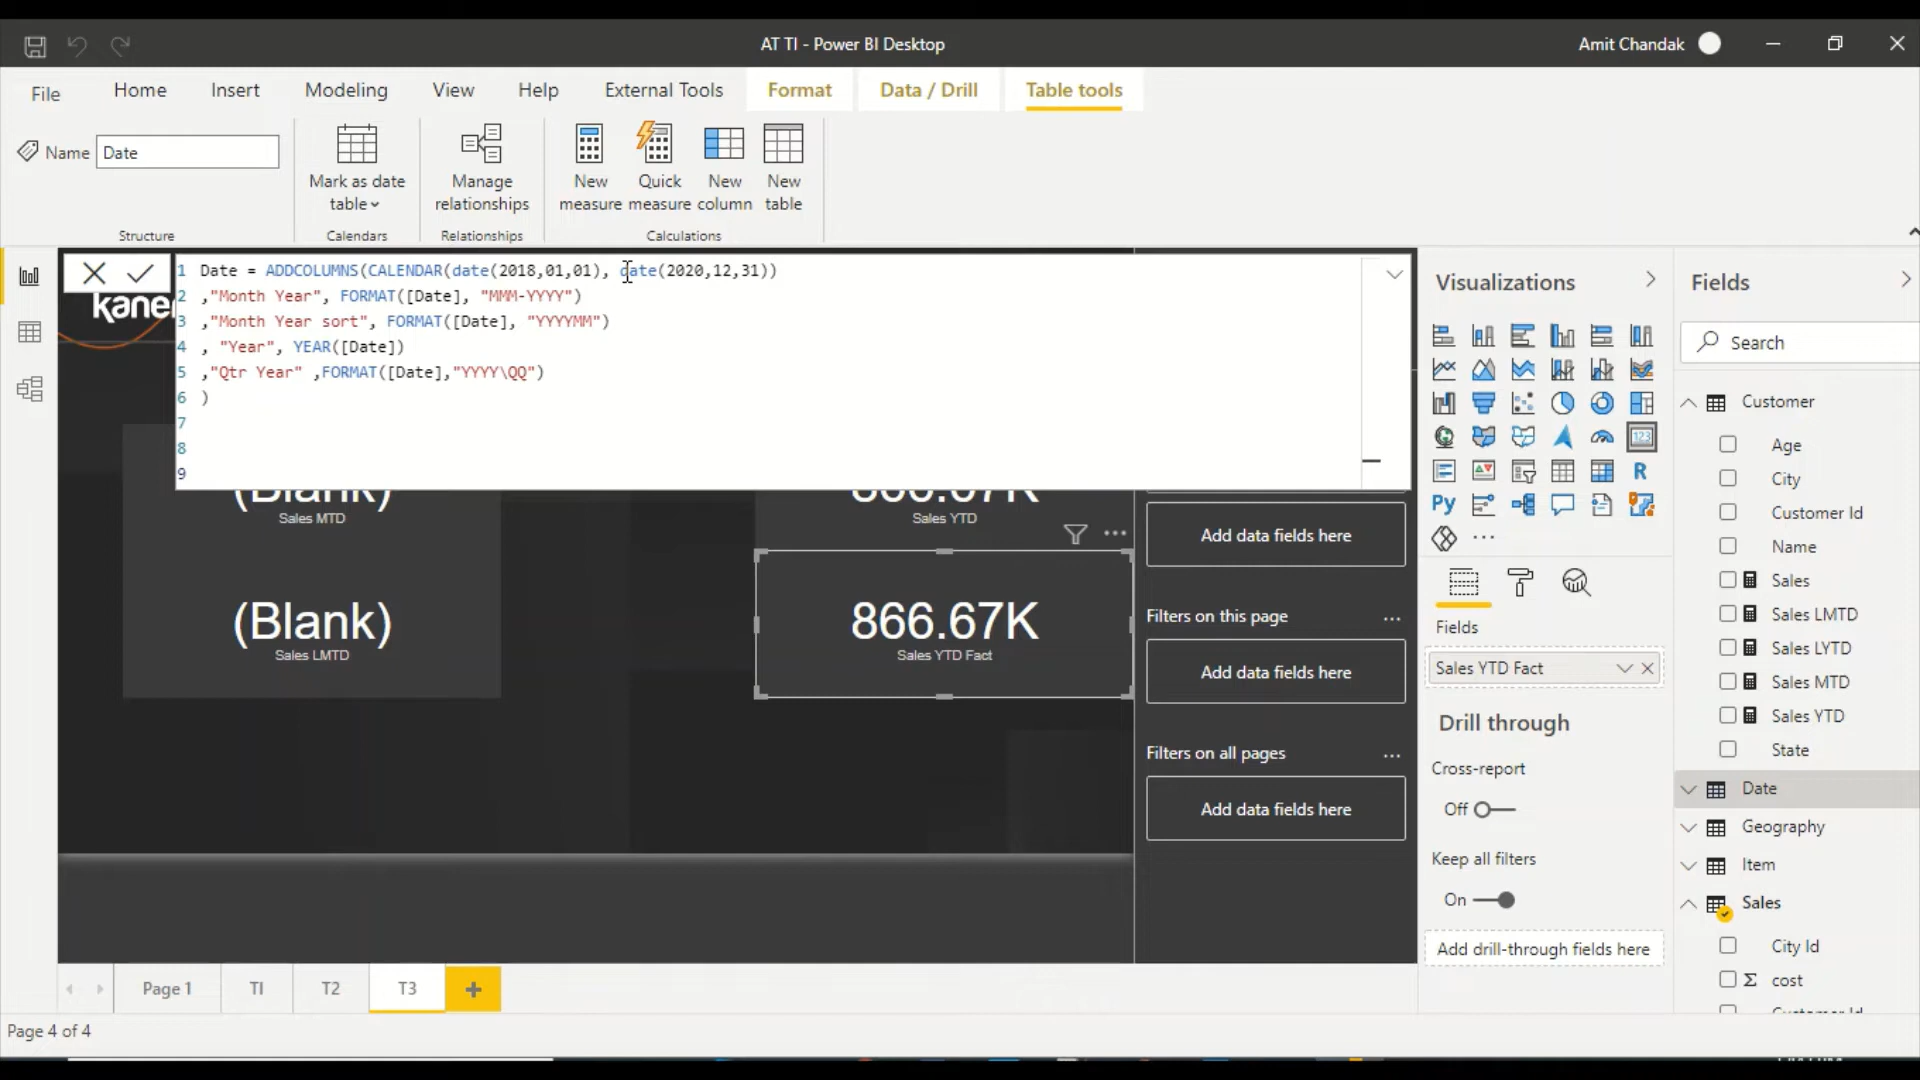 AT TI - Power BI Desktop
Amit Chandak
File
Home
Insert
Modeling
View
Help
External Tools
Format
Data / Drill
Table tools
Name
Date
Mark as date
table
Manage
relationships
New
measure
Quick
measure
New
column
New
table
Structure
Calendars
Relationships
Calculations
1 Date = ADDCOLUMNS(CALENDAR(date(2018,01,01), date(2020,12,31))
2 ,"Month Year", FORMAT([Date], "MMM-YYYY")
3 ,"Month Year sort", FORMAT([Date], "YYYYMM")
4 , "Year", YEAR([Date])
5 ,"Qtr Year" ,FORMAT([Date],"YYYY\QQ")
6 )
7
8
9
(Blank)
Sales MTD
866.67K
Sales YTD
(Blank)
Sales LMTD
866.67K
Sales YTD Fact
Add data fields here
Filters on this page
...
Add data fields here
Filters on all pages
...
Add data fields here
Visualizations
123
R
Py
...
Fields
Sales YTD Fact
Drill through
Cross-report
Off
Keep all filters
On
Add drill-through fields here
Fields
Search
Customer
Age
City
Customer Id
Name
Sales
Sales LMTD
Sales LYTD
Sales MTD
Sales YTD
State
Date
Geography
Item
Sales
City Id
Σ cost
Customer Id
Page 1
TI
T2
T3
+
Page 4 of 4